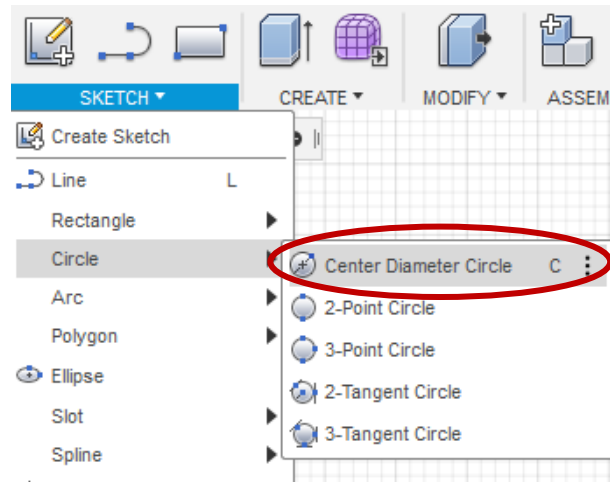 SKETCH ▾ CREATE ▾ MODIFY ▾ ASSEM
Create Sketch
Line L
Rectangle
Circle
Center Diameter Circle C
Arc
2-Point Circle
Polygon
3-Point Circle
Ellipse
2-Tangent Circle
Slot
3-Tangent Circle
Spline